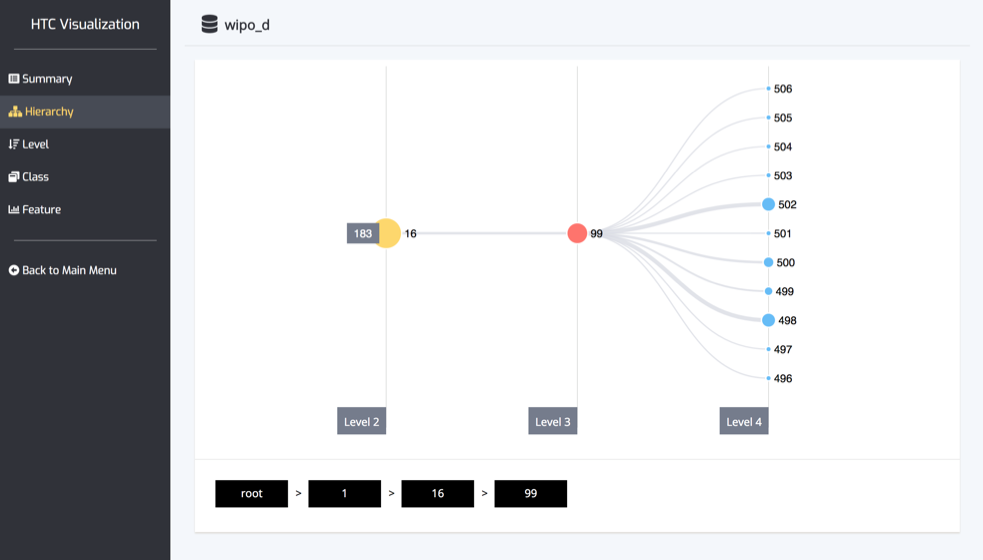 HTC Visualization
Summary
Hierarchy
Level
Class
Feature
Back to Main Menu
wipo_d
506
505
504
503
502
183 16 99 501
500
499
498
497
496
Level 2 Level 3 Level 4
root > 1 > 16 > 99